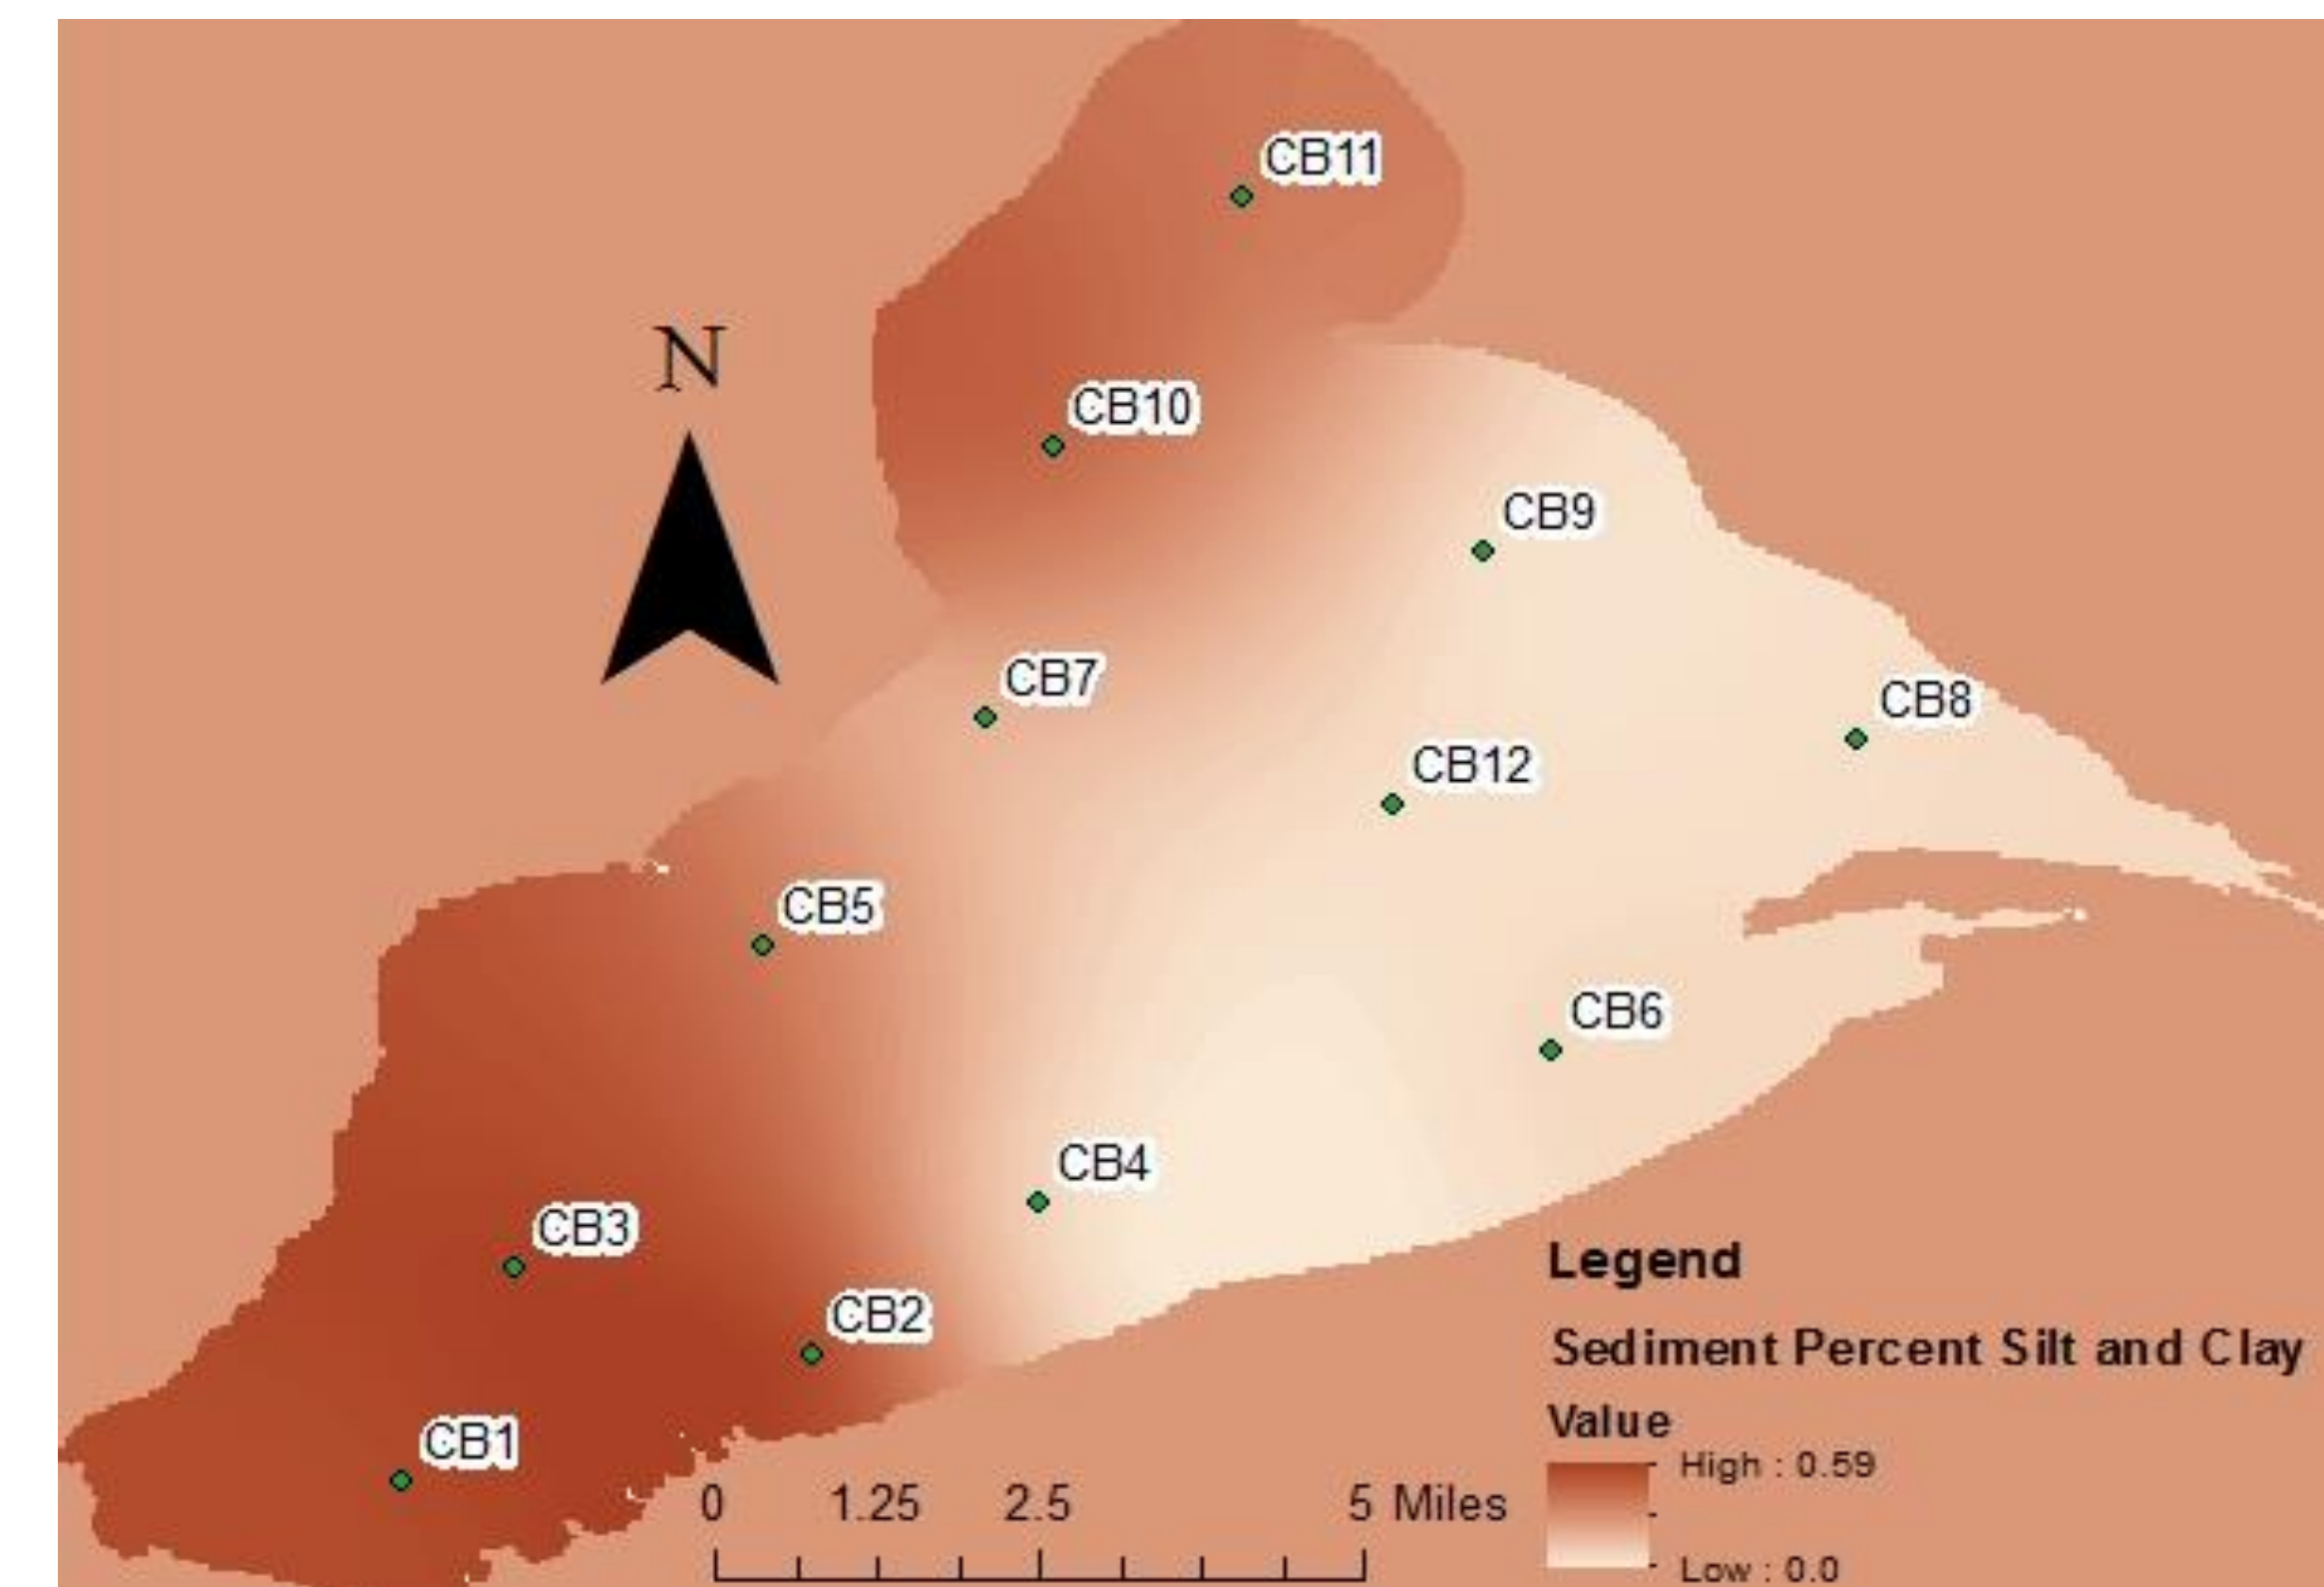 CB11
N
CB10
CB9
CB7
CB8
CB12
CB5
CB6
CB4
CB3
CB2
CB1
0 1.25 2.5 5 Miles
Legend
Sediment Percent Silt and Clay
Value
High : 0.59
Low : 0.0